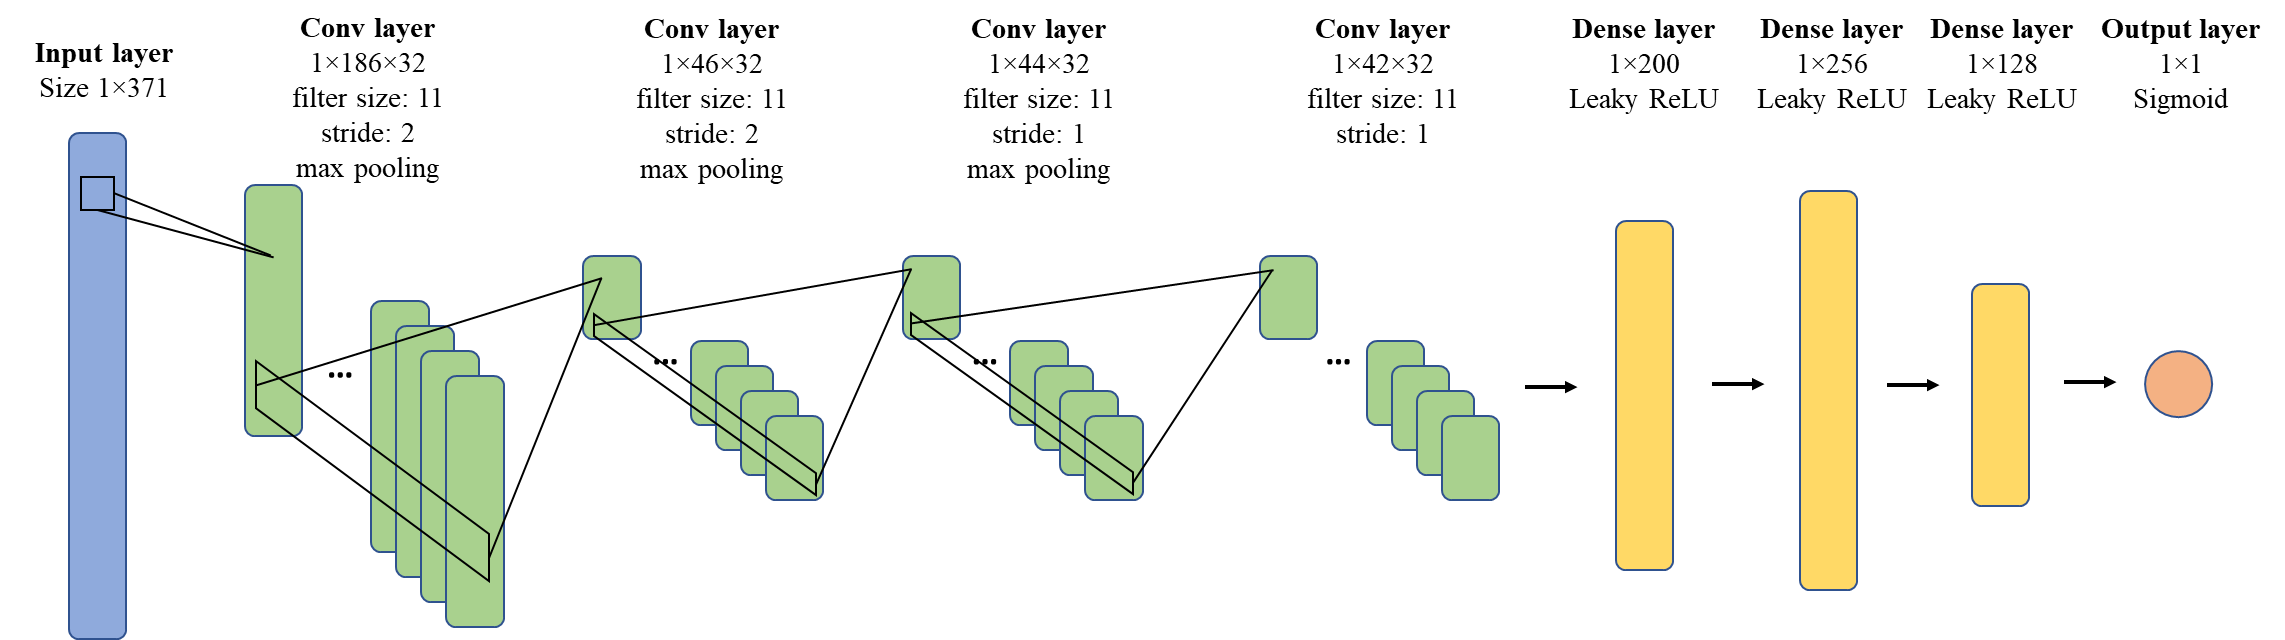 Input layer
Size 1×371
Conv layer
1×186×32
filter size: 11
stride: 2
max pooling
Conv layer
1×46×32
filter size: 11
stride: 2
max pooling
Conv layer
1×44×32
filter size: 11
stride: 1
max pooling
Conv layer
1×42×32
filter size: 11
stride: 1
Dense layer
1×200
Leaky ReLU
Dense layer
1×256
Leaky ReLU
Dense layer
1×128
Leaky ReLU
Output layer
1×1
Sigmoid
...
...
...
...